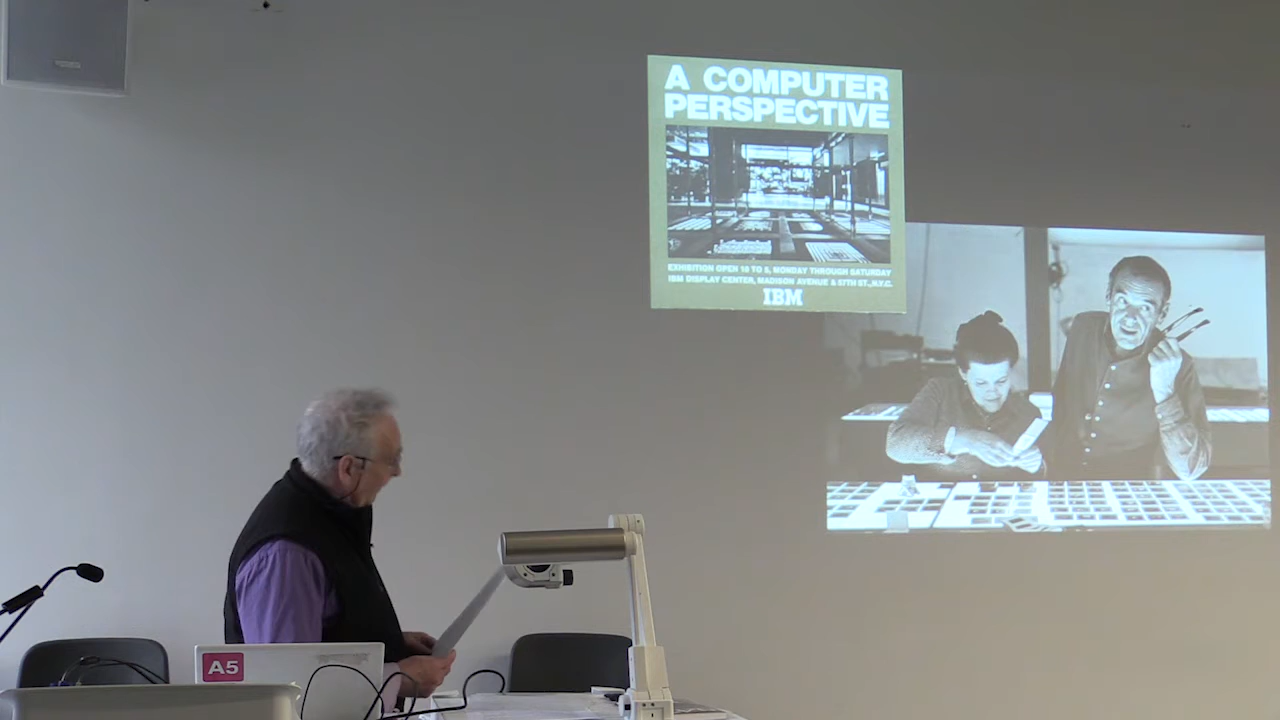 A COMPUTER
PERSPECTIVE
EXHIBITION OPEN 10 TO 5, MONDAY THROUGH SATURDAY
IBM DISPLAY CENTER, MADISON AVENUE & 57TH ST., N.Y.C.
IBM
A5